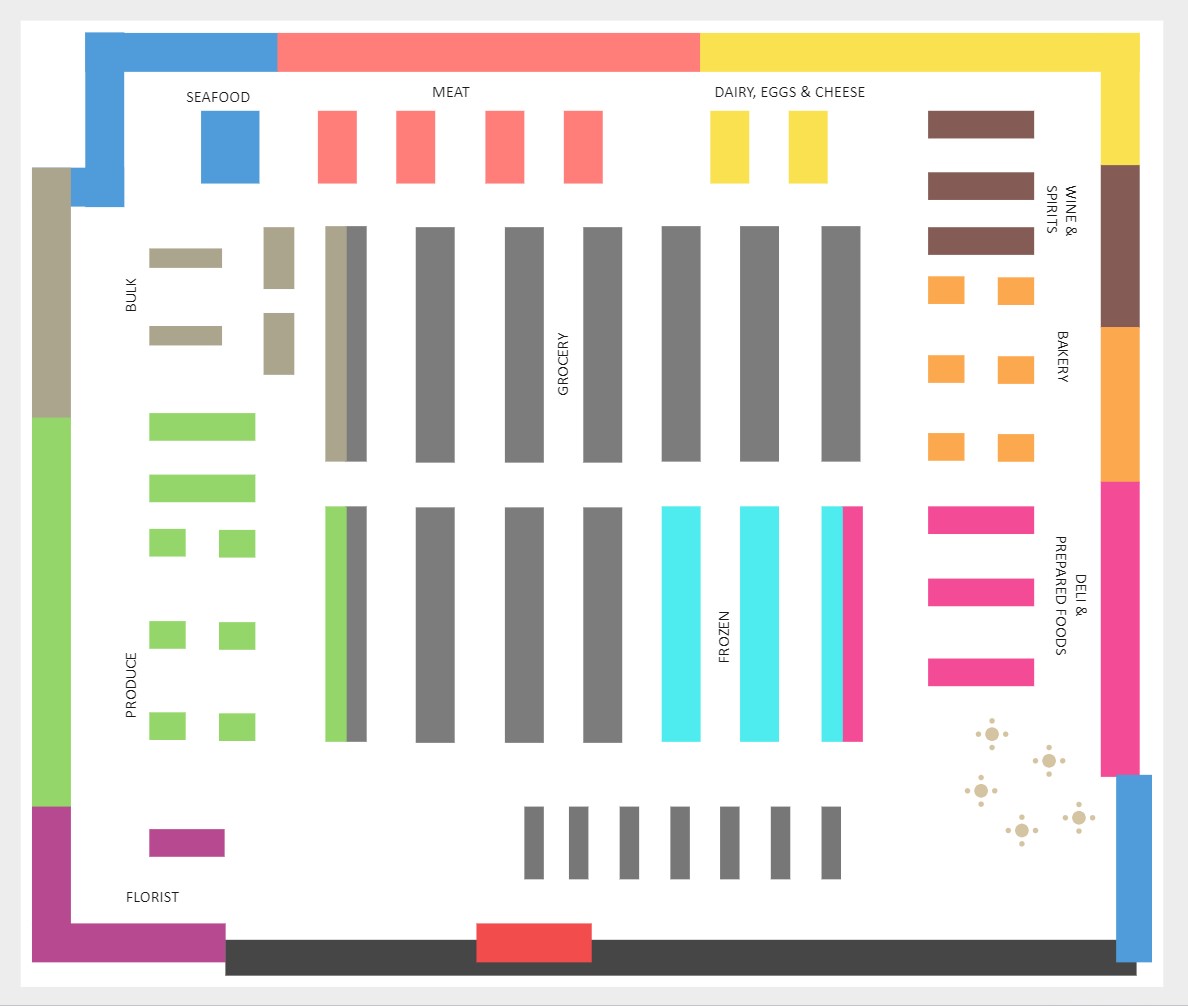 SEAFOOD
MEAT
DAIRY, EGGS & CHEESE
WINE &
SPIRITS
BULK
GROCERY
BAKERY
DELI &
PREPARED FOODS
FROZEN
PRODUCE
FLORIST